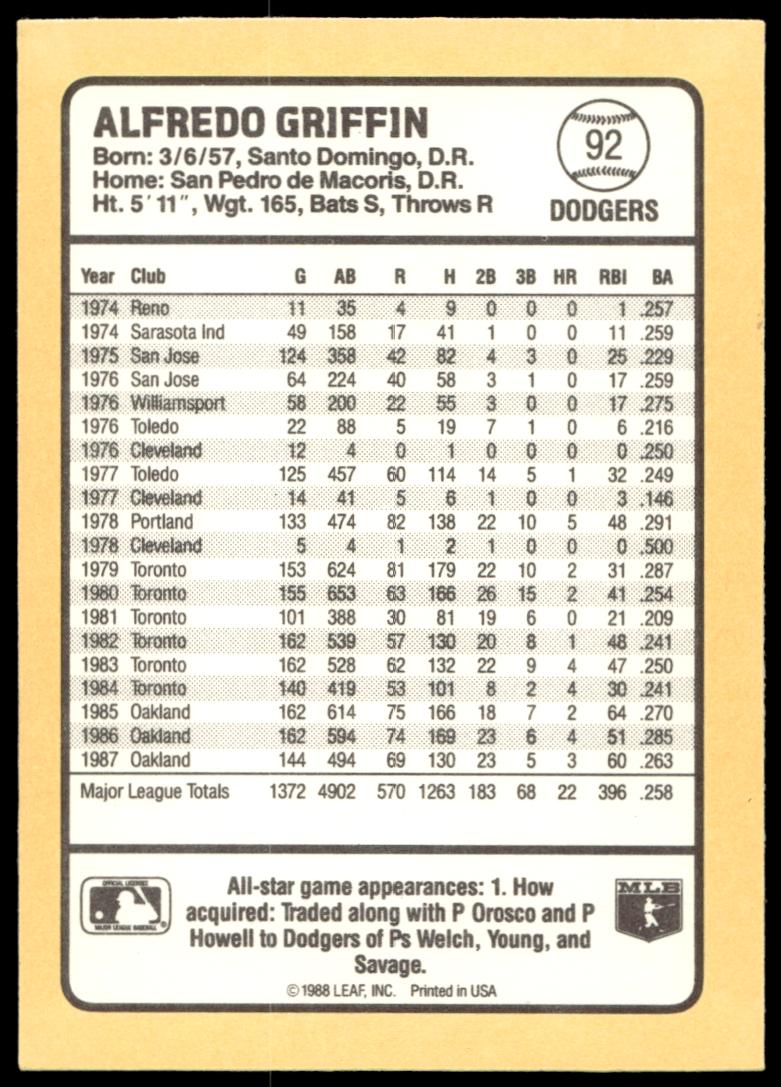 ALFREDO GRIFFIN
Born: 3/6/57, Santo Domingo, D.R.
Home: San Pedro de Macoris, D.R.
Ht. 5'11", Wgt. 165, Bats S, Throws R
92
DODGERS
Year Club G AB R H 2B 3B HR RBI BA
1974 Reno 11 35 4 9 0 0 0 1 .257
1974 Sarasota Ind 49 158 17 41 1 0 0 11 .259
1975 San Jose 124 358 42 82 4 3 0 25 .229
1976 San Jose 64 224 40 58 3 1 0 17 .259
1976 Williamsport 58 200 22 55 3 0 0 17 .275
1976 Toledo 22 88 5 19 7 1 0 6 .216
1976 Cleveland 12 4 0 1 0 0 0 0 .250
1977 Toledo 125 457 60 114 14 5 1 32 .249
1977 Cleveland 14 41 5 6 1 0 0 3 .146
1978 Portland 133 474 82 138 22 10 5 48 .291
1978 Cleveland 5 4 1 2 1 0 0 0 .500
1979 Toronto 153 624 81 179 22 10 2 31 .287
1980 Toronto 155 653 63 166 26 15 2 41 .254
1981 Toronto 101 388 30 81 19 6 0 21 .209
1982 Toronto 162 539 57 130 20 8 1 48 .241
1983 Toronto 162 528 62 132 22 9 4 47 .250
1984 Toronto 140 419 53 101 8 2 4 30 .241
1985 Oakland 162 614 75 166 18 7 2 64 .270
1986 Oakland 162 594 74 169 23 6 4 51 .285
1987 Oakland 144 494 69 130 23 5 3 60 .263
Major League Totals 1372 4902 570 1263 183 68 22 396 .258
OFFICIAL LICENSEE
MAJOR LEAGUE BASEBALL
®
All-star game appearances: 1. How
acquired: Traded along with P Orosco and P
Howell to Dodgers of Ps Welch, Young, and
Savage.
MLB
© 1988 LEAF, INC. Printed in USA